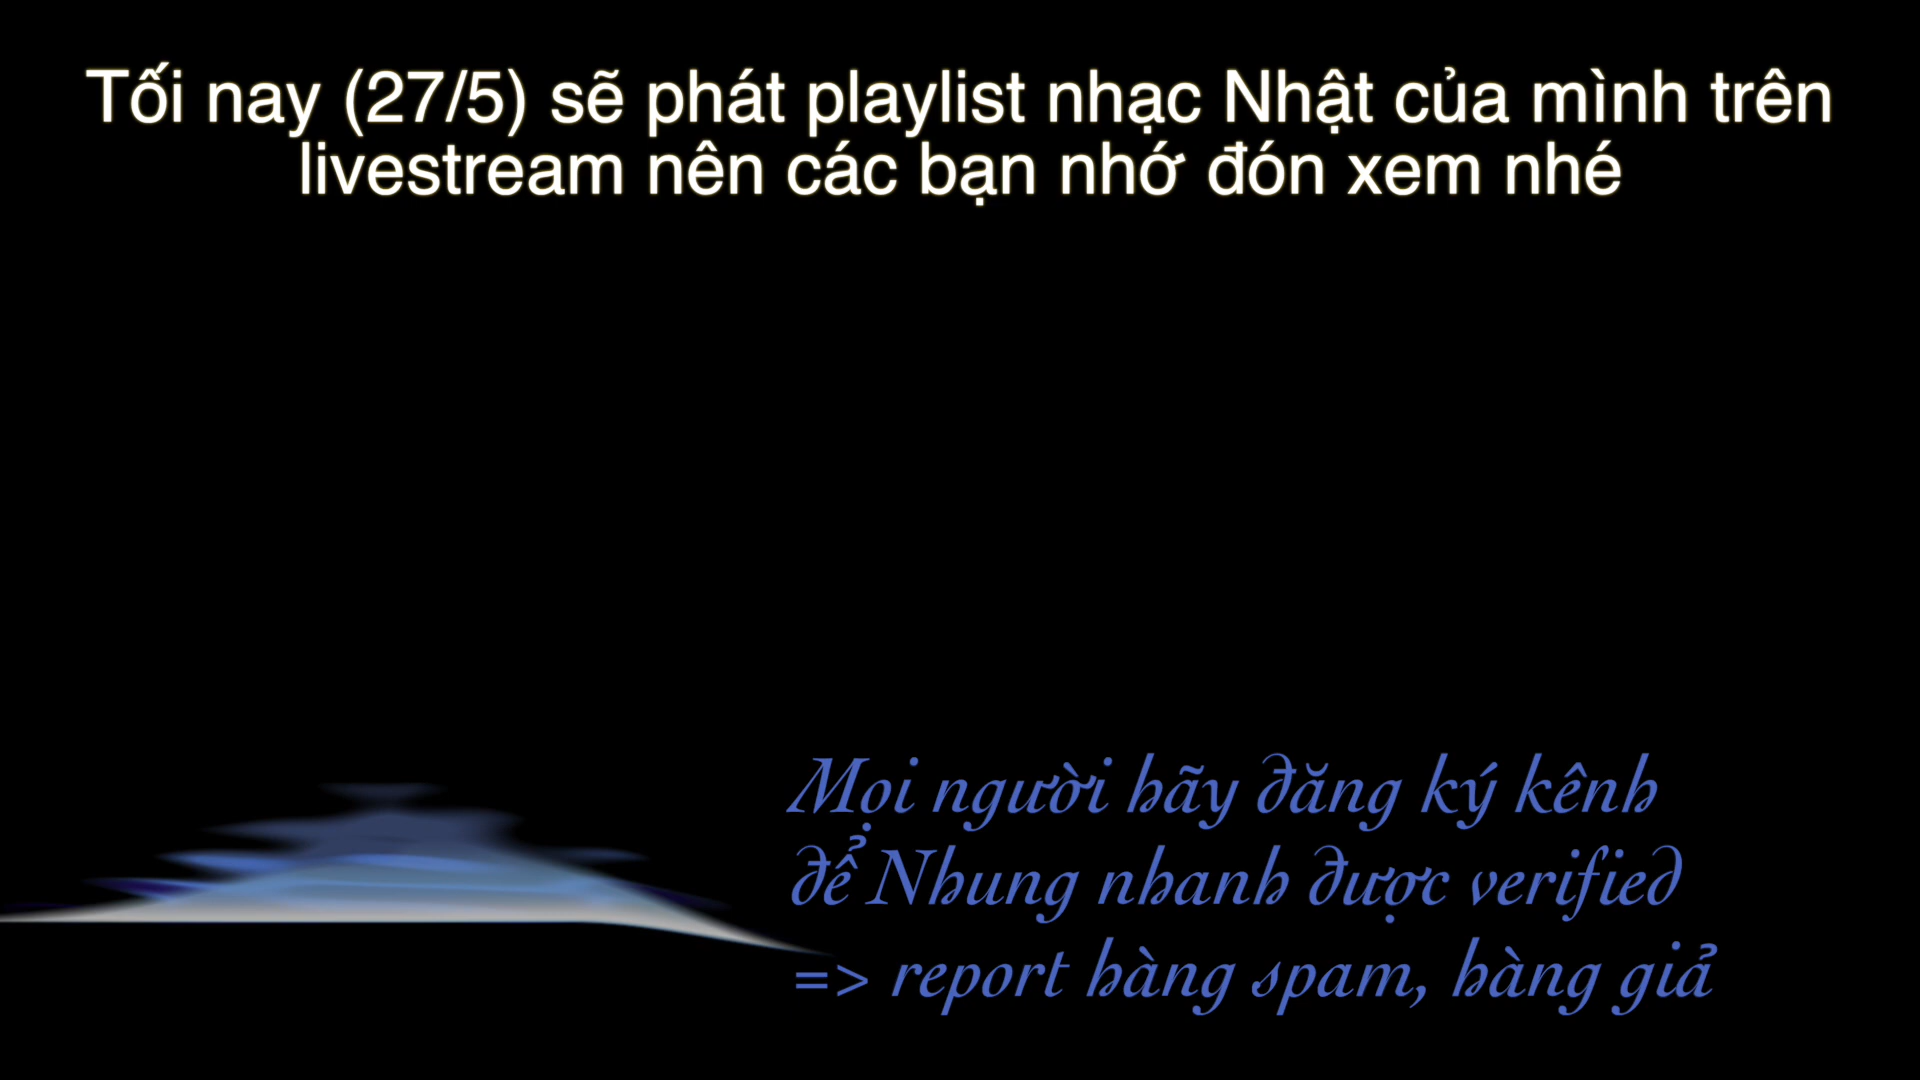 Tối nay (27/5) sẽ phát playlist nhạc Nhật của mình trên
livestream nên các bạn nhớ đón xem nhé
Mọi người hãy đăng ký kênh
để Nhung nhanh được verified
=> report hàng spam, hàng giả